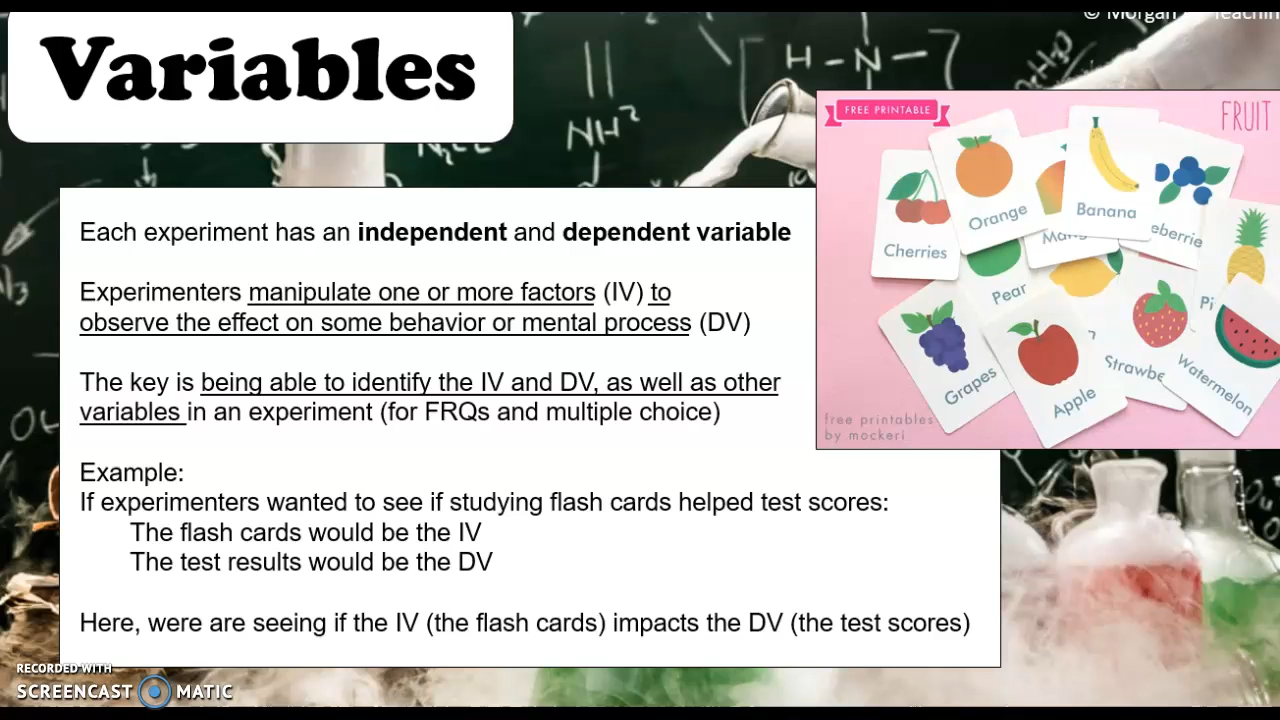 © Morgan
Variables
H-N-
NH²
FREE PRINTABLE
FRUIT
Each experiment has an independent and dependent variable
Experimenters manipulate one or more factors (IV) to
observe the effect on some behavior or mental process (DV)
The key is being able to identify the IV and DV, as well as other
variables in an experiment (for FRQs and multiple choice)
Example:
If experimenters wanted to see if studying flash cards helped test scores:
The flash cards would be the IV
The test results would be the DV
Here, were are seeing if the IV (the flash cards) impacts the DV (the test scores)
Cherries
Orange
Banana
Pear
Grapes
Apple
Watermelon
free printables
by mockeri
RECORDED WITH
SCREENCAST MATIC